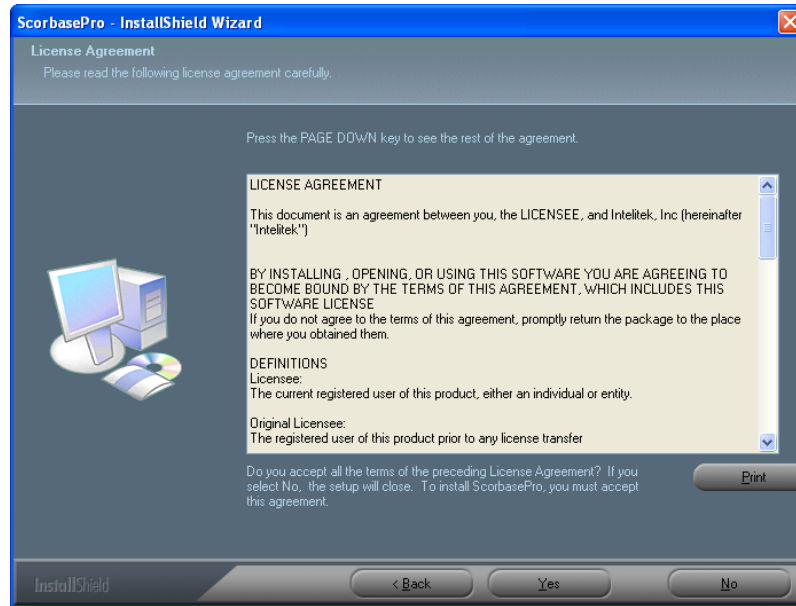 ScorbasePro - InstallShield Wizard
License Agreement
Please read the following license agreement carefully.
Press the PAGE DOWN key to see the rest of the agreement.
LICENSE AGREEMENT
This document is an agreement between you, the LICENSEE, and Intelitek, Inc (hereinafter
"Intelitek")
BY INSTALLING , OPENING, OR USING THIS SOFTWARE YOU ARE AGREEING TO
BECOME BOUND BY THE TERMS OF THIS AGREEMENT, WHICH INCLUDES THIS
SOFTWARE LICENSE
If you do not agree to the terms of this agreement, promptly return the package to the place
where you obtained them.
DEFINITIONS
Licensee:
The current registered user of this product, either an individual or entity.
Original Licensee:
The registered user of this product prior to any license transfer
Do you accept all the terms of the preceding License Agreement? If you
select No, the setup will close. To install ScorbasePro, you must accept
this agreement.
Print
InstallShield
< Back
Yes
No